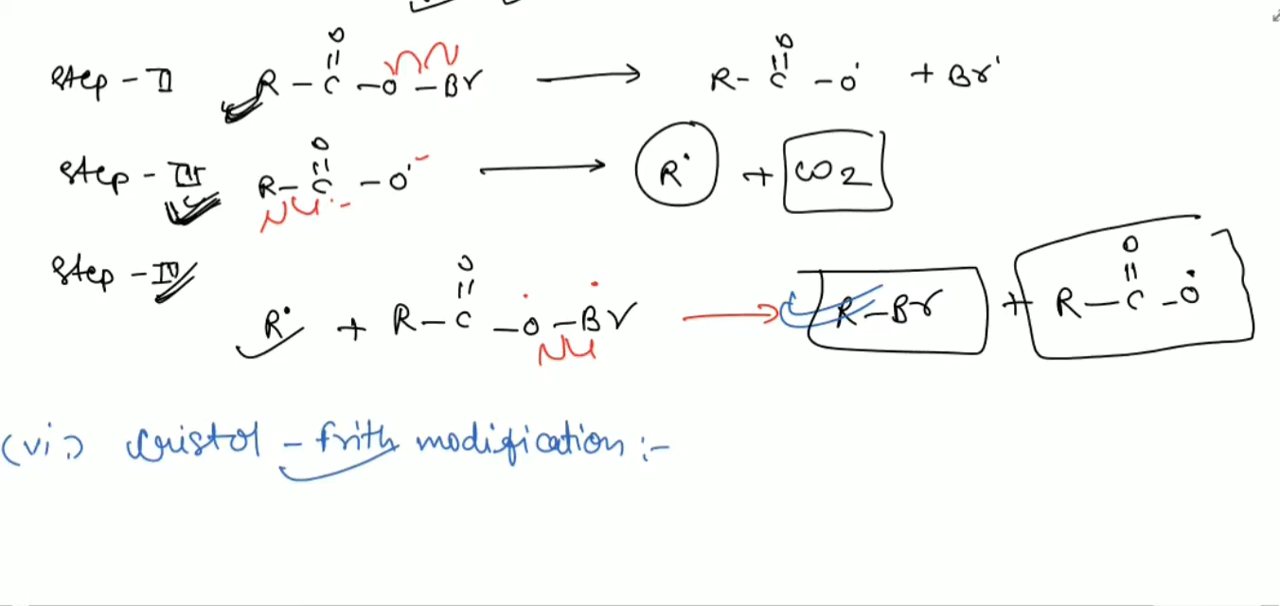 Step - II R - C(=O) - O - Br ⟶ R - C(=O) - O˙ + Br˙
Step - III R - C(=O) - O˙ ⟶ R˙ + CO2
Step - IV
R˙ + R - C(=O) - O - Br ⟶ R - Br + R - C(=O) - O˙
(vi) Cristol - frith modification :-